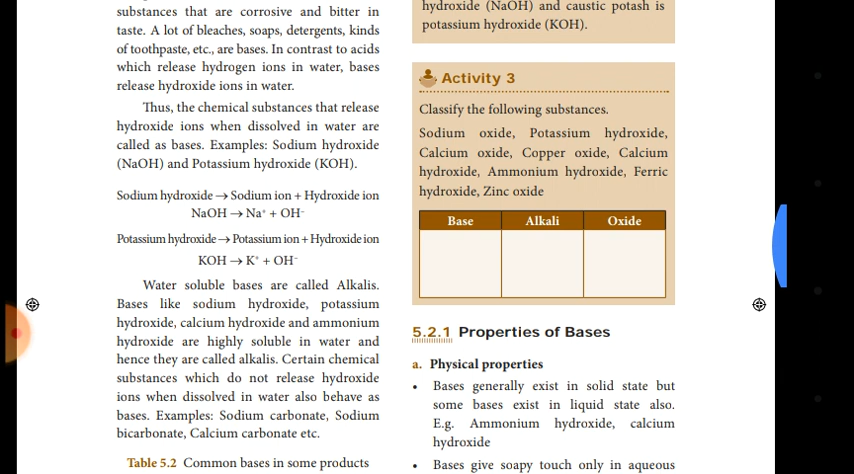 substances that are corrosive and bitter in
taste. A lot of bleaches, soaps, detergents, kinds
of toothpaste, etc., are bases. In contrast to acids
which release hydrogen ions in water, bases
release hydroxide ions in water.
Thus, the chemical substances that release
hydroxide ions when dissolved in water are
called as bases. Examples: Sodium hydroxide
(NaOH) and Potassium hydroxide (KOH).
Sodium hydroxide → Sodium ion + Hydroxide ion
NaOH → Na⁺ + OH⁻
Potassium hydroxide → Potassium ion + Hydroxide ion
KOH → K⁺ + OH⁻
Water soluble bases are called Alkalis.
Bases like sodium hydroxide, potassium
hydroxide, calcium hydroxide and ammonium
hydroxide are highly soluble in water and
hence they are called alkalis. Certain chemical
substances which do not release hydroxide
ions when dissolved in water also behave as
bases. Examples: Sodium carbonate, Sodium
bicarbonate, Calcium carbonate etc.
Table 5.2 Common bases in some products
hydroxide (NaOH) and caustic potash is
potassium hydroxide (KOH).
Activity 3
Classify the following substances.
Sodium oxide, Potassium hydroxide,
Calcium oxide, Copper oxide, Calcium
hydroxide, Ammonium hydroxide, Ferric
hydroxide, Zinc oxide
Base Alkali Oxide
5.2.1 Properties of Bases
a. Physical properties
• Bases generally exist in solid state but
some bases exist in liquid state also.
E.g. Ammonium hydroxide, calcium
hydroxide
• Bases give soapy touch only in aqueous